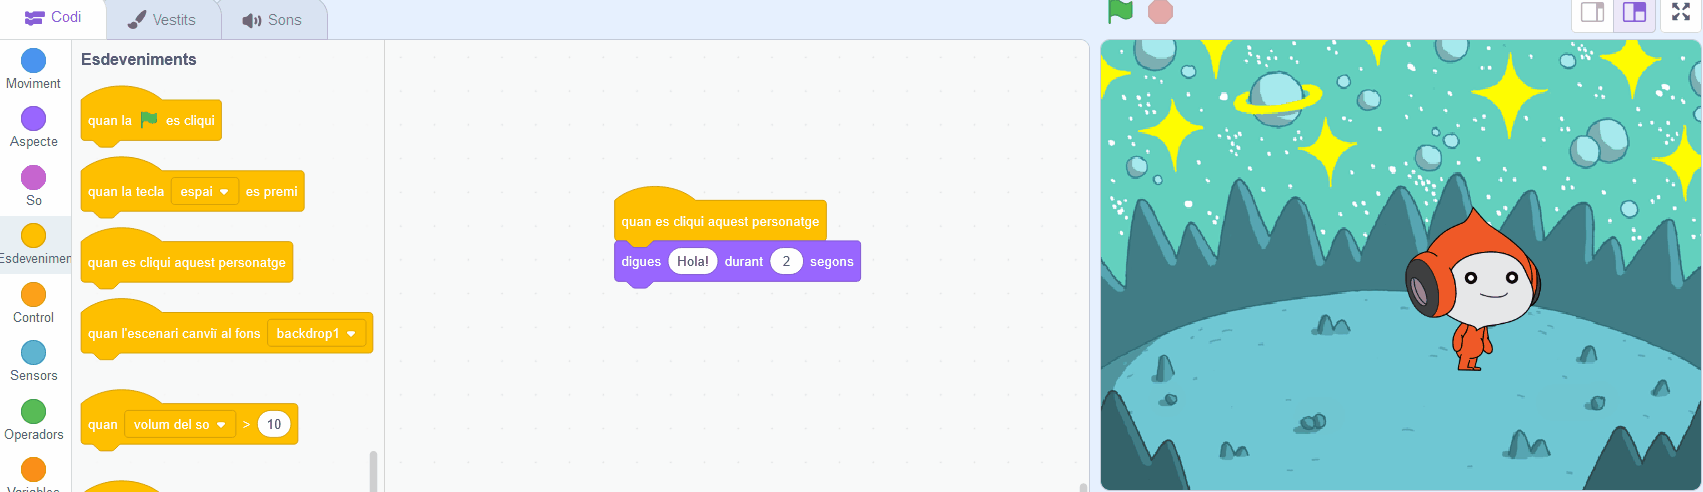 Codi
Vestits
Sons
Moviment
Aspecte
So
Esdevenimen
Control
Sensors
Operadors
Variables
Esdeveniments
quan la es cliqui
quan la tecla espai es premi
quan es cliqui aquest personatge
quan l'escenari canviï al fons backdrop1
quan volum del so > 10
quan es cliqui aquest personatge
digues Hola! durant 2 segons